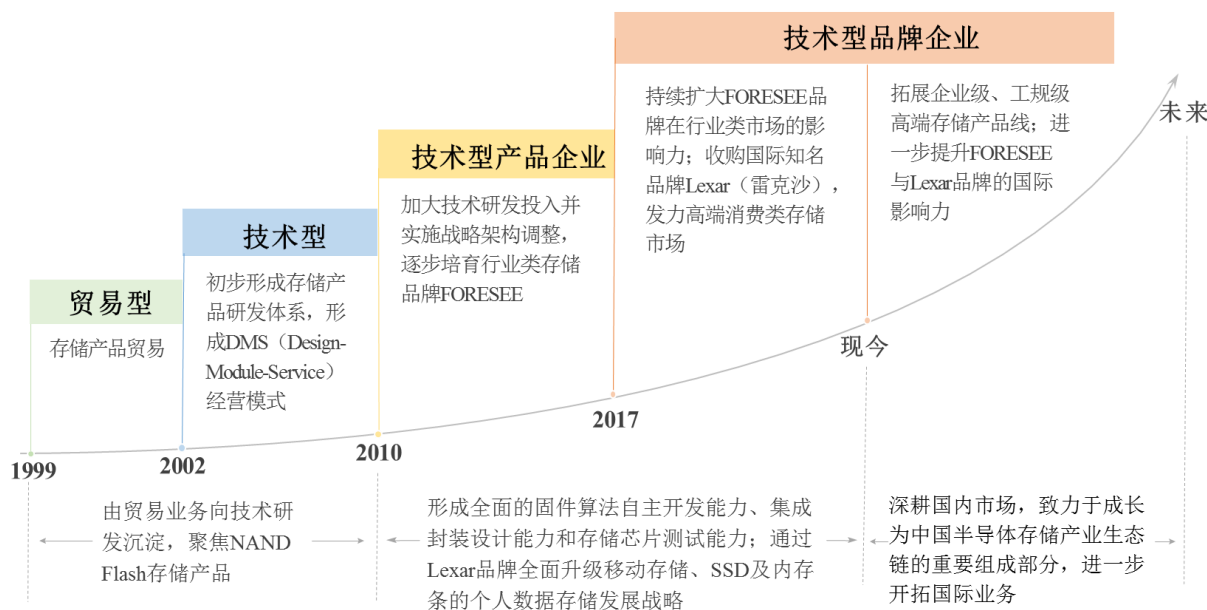 技术型品牌企业
持续扩大FORESEE品
牌在行业类市场的影
响力；收购国际知名
品牌Lexar（雷克沙），
发力高端消费类存储
市场
拓展企业级、工规级
高端存储产品线；进
一步提升FORESEE
与Lexar品牌的国际
影响力
未来
技术型产品企业
加大技术研发投入并
实施战略架构调整，
逐步培育行业类存储
品牌FORESEE
技术型
初步形成存储产
品研发体系，形
成DMS（Design-
Module-Service）
经营模式
贸易型
存储产品贸易
1999
2002
2010
2017
现今
由贸易业务向技术研
发沉淀，聚焦NAND
Flash存储产品
形成全面的固件算法自主开发能力、集成
封装设计能力和存储芯片测试能力；通过
Lexar品牌全面升级移动存储、SSD及内存
条的个人数据存储发展战略
深耕国内市场，致力于成长
为中国半导体存储产业生态
链的重要组成部分，进一步
开拓国际业务